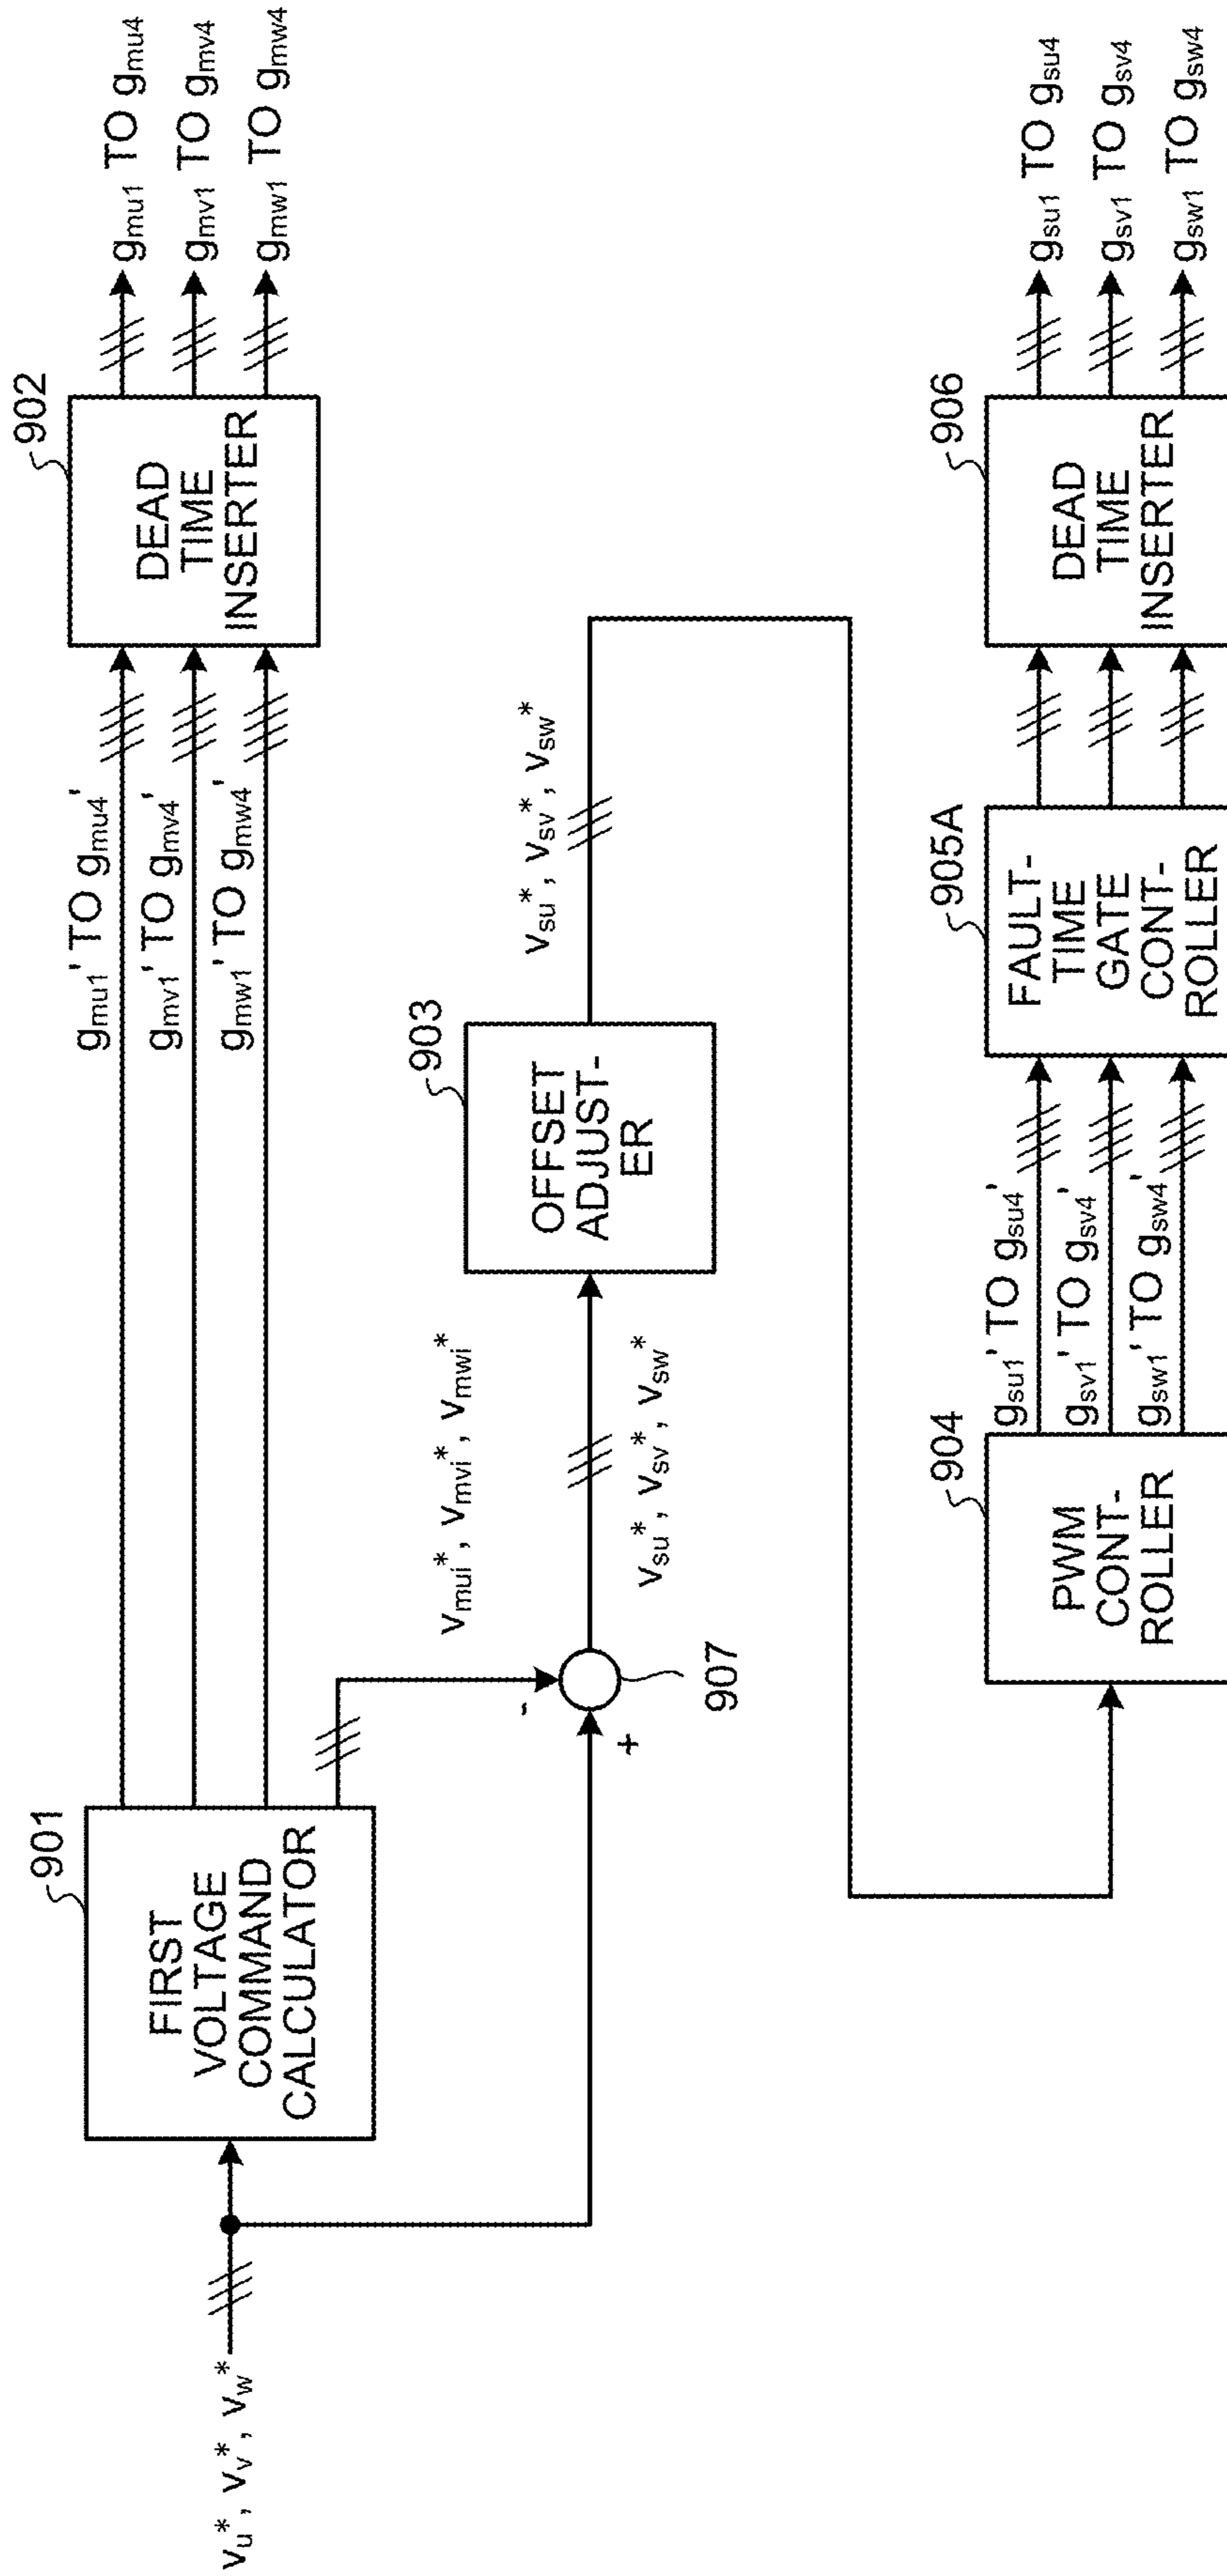 v_u*, v_v*, v_w*
901
FIRST
VOLTAGE
COMMAND
CALCULATOR
g_mu1' TO g_mu4'
g_mv1' TO g_mv4'
g_mw1' TO g_mw4'
902
DEAD
TIME
INSERTER
g_mu1 TO g_mu4
g_mv1 TO g_mv4
g_mw1 TO g_mw4
v_mui*, v_mvi*, v_mwi*
-
+
907
v_su*, v_sv*, v_sw*
903
OFFSET
ADJUST-
ER
v_su*, v_sv*, v_sw*
904
PWM
CONT-
ROLLER
g_su1' TO g_su4'
g_sv1' TO g_sv4'
g_sw1' TO g_sw4'
905A
FAULT-
TIME
GATE
CONT-
ROLLER
906
DEAD
TIME
INSERTER
g_su1 TO g_su4
g_sv1 TO g_sv4
g_sw1 TO g_sw4